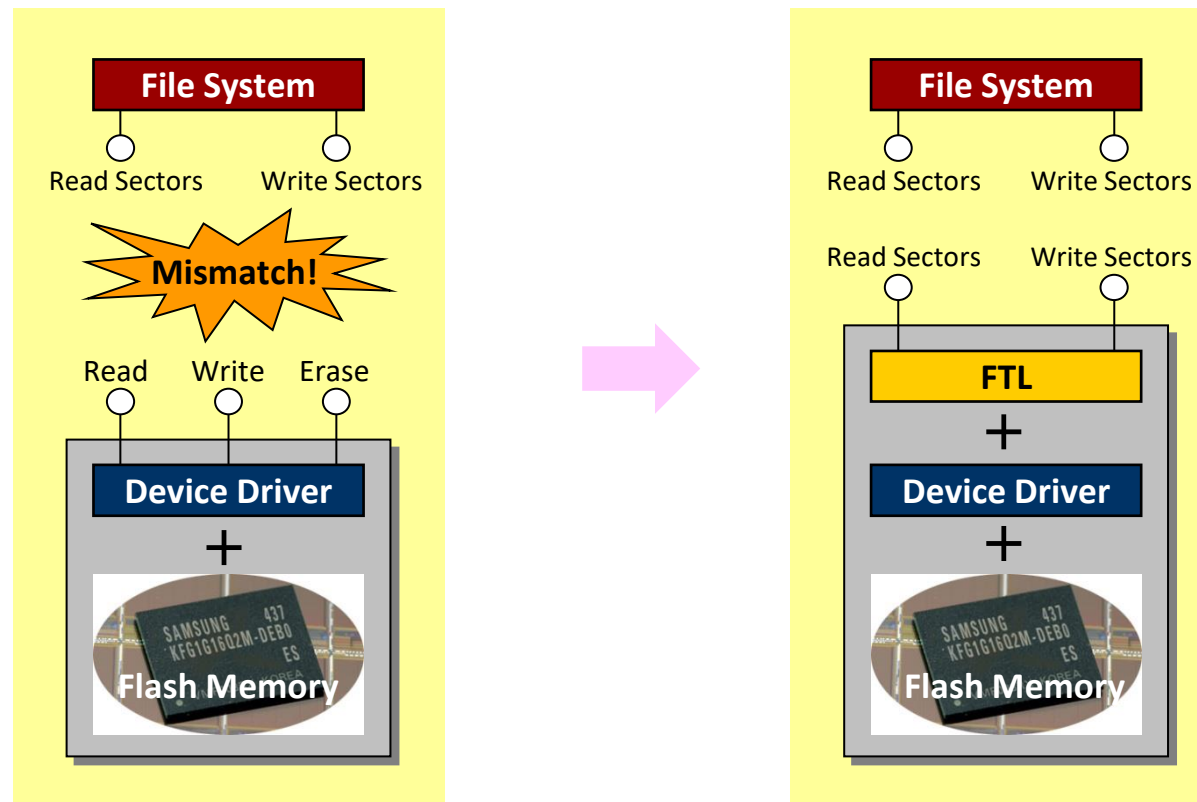 File System
Read Sectors Write Sectors
Mismatch!
Read Write Erase
Device Driver
+
SAMSUNG 437
KFG1G16Q2M-DEB0
ES
Flash Memory
File System
Read Sectors Write Sectors
Read Sectors Write Sectors
FTL
+
Device Driver
+
SAMSUNG 437
KFG1G16Q2M-DEB0
ES
Flash Memory